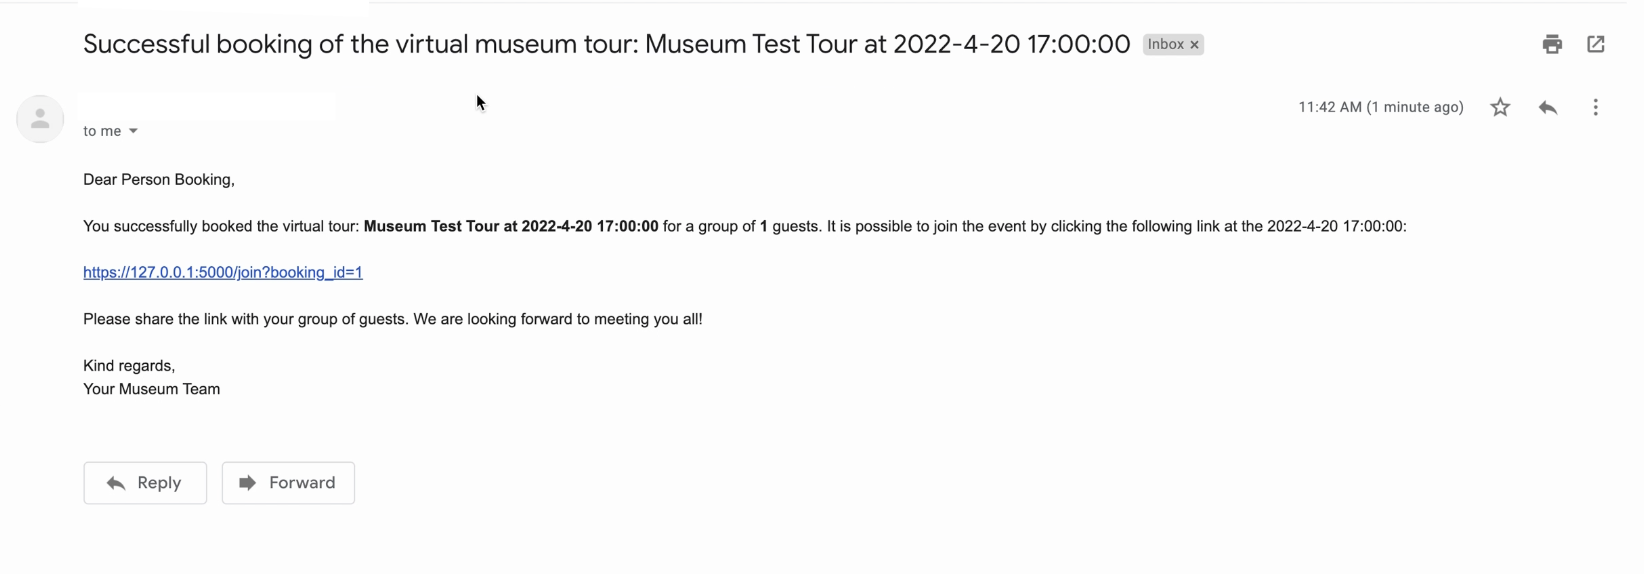 Successful booking of the virtual museum tour: Museum Test Tour at 2022-4-20 17:00:00 Inbox ×
11:42 AM (1 minute ago)
to me
Dear Person Booking,
You successfully booked the virtual tour: Museum Test Tour at 2022-4-20 17:00:00 for a group of 1 guests. It is possible to join the event by clicking the following link at the 2022-4-20 17:00:00:
https://127.0.0.1:5000/join?booking_id=1
Please share the link with your group of guests. We are looking forward to meeting you all!
Kind regards,
Your Museum Team
Reply Forward